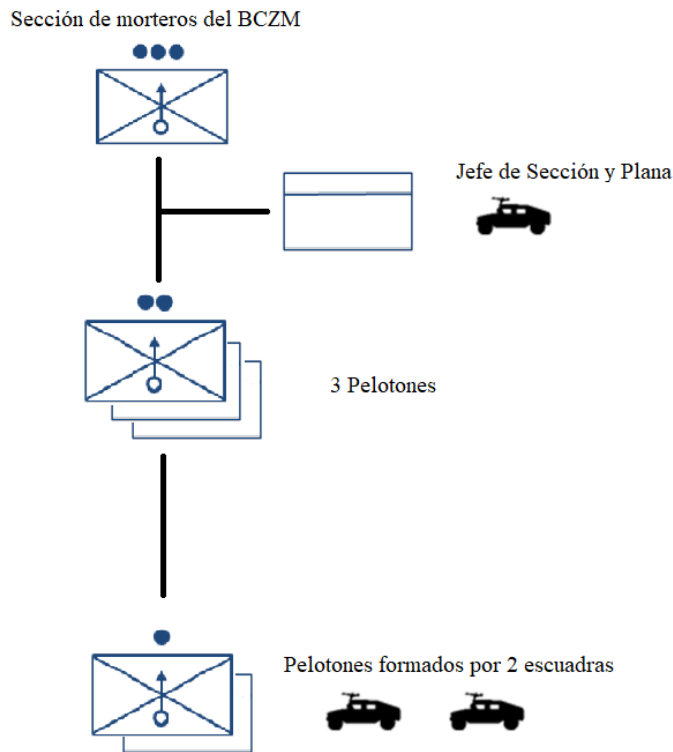 Sección de morteros del BCZM
Jefe de Sección y Plana
3 Pelotones
Pelotones formados por 2 escuadras